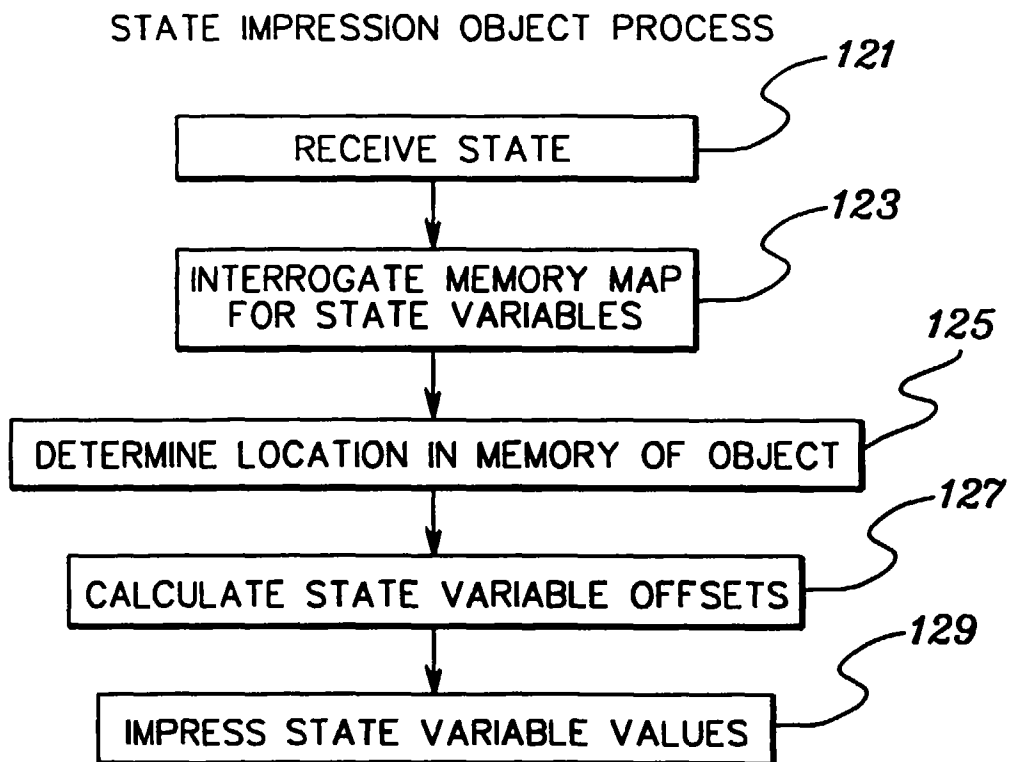 STATE IMPRESSION OBJECT PROCESS
121
RECEIVE STATE
123
INTERROGATE MEMORY MAP
FOR STATE VARIABLES
125
DETERMINE LOCATION IN MEMORY OF OBJECT
127
CALCULATE STATE VARIABLE OFFSETS
129
IMPRESS STATE VARIABLE VALUES